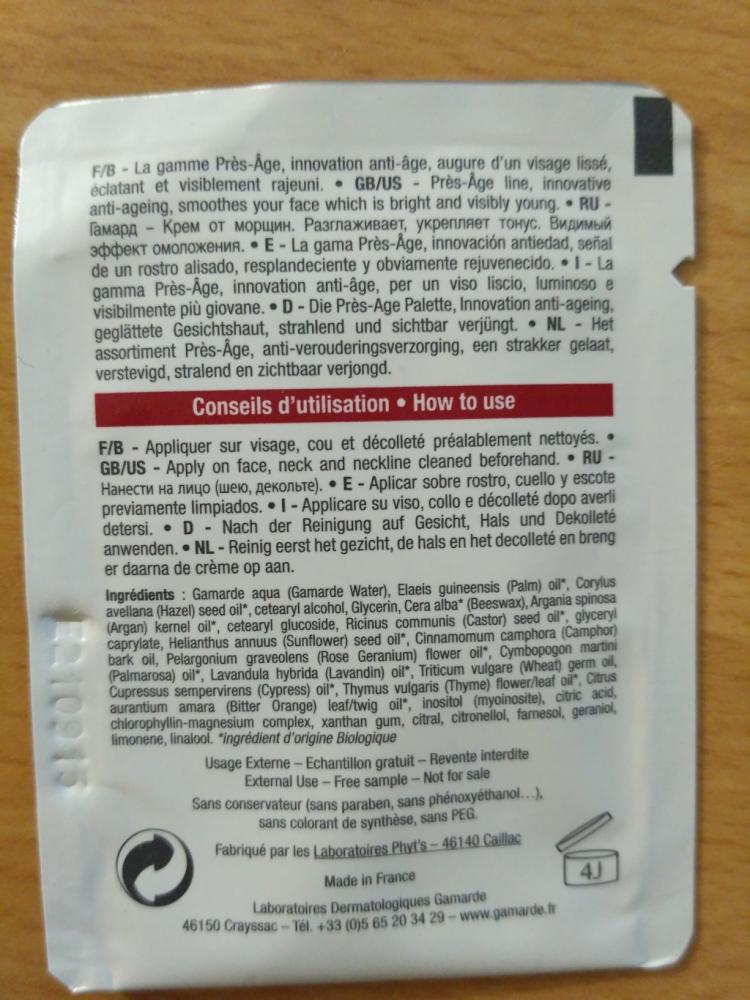 F/B - La gamme Près-Âge, innovation anti-âge, augure d'un visage lissé,
éclatant et visiblement rajeuni. • GB/US - Près-Âge line, innovative
anti-ageing, smoothes your face which is bright and visibly young. • RU -
Гамард – Крем от морщин. Разглаживает, укрепляет тонус. Видимый
эффект омоложения. • E - La gama Près-Âge, innovación antiedad, señal
de un rostro alisado, resplandeciente y obviamente rejuvenecido. • I - La
gamma Près-Âge, innovation anti-âge, per un viso liscio, luminoso e
visibilmente più giovane. • D - Die Près-Age Palette, Innovation anti-ageing,
geglättete Gesichtshaut, strahlend und sichtbar verjüngt. • NL - Het
assortiment Près-Âge, anti-verouderingsverzorging, een strakker gelaat,
verstevigd, stralend en zichtbaar verjongd.
Conseils d'utilisation • How to use
F/B - Appliquer sur visage, cou et décolleté préalablement nettoyés. •
GB/US - Apply on face, neck and neckline cleaned beforehand. • RU -
Нанести на лицо (шею, декольте). • E - Aplicar sobre rostro, cuello y escote
previamente limpiados. • I - Applicare su viso, collo e décolleté dopo averli
detersi. • D - Nach der Reinigung auf Gesicht, Hals und Dekolleté
anwenden. • NL - Reinig eerst het gezicht, de hals en het decolleté en breng
er daarna de crème op aan.
Ingrédients : Gamarde aqua (Gamarde Water), Elaeis guineensis (Palm) oil*, Corylus
avellana (Hazel) seed oil*, cetearyl alcohol, Glycerin, Cera alba* (Beeswax), Argania spinosa
(Argan) kernel oil*, cetearyl glucoside, Ricinus communis (Castor) seed oil*, glyceryl
caprylate, Helianthus annuus (Sunflower) seed oil*, Cinnamomum camphora (Camphor)
bark oil, Pelargonium graveolens (Rose Geranium) flower oil*, Cymbopogon martini
(Palmarosa) oil*, Lavandula hybrida (Lavandin) oil*, Triticum vulgare (Wheat) germ oil,
Cupressus sempervirens (Cypress) oil*, Thymus vulgaris (Thyme) flower/leaf oil*, Citrus
aurantium amara (Bitter Orange) leaf/twig oil*, inositol (myoinosite), citric acid,
chlorophyllin-magnesium complex, xanthan gum, citral, citronellol, farnesol, geraniol,
limonene, linalool. *ingrédient d'origine Biologique
Usage Externe – Echantillon gratuit – Revente interdite
External Use – Free sample – Not for sale
Sans conservateur (sans paraben, sans phénoxyéthanol…),
sans colorant de synthèse, sans PEG.
Fabriqué par les Laboratoires Phyt's – 46140 Caillac
4J
Made in France
Laboratoires Dermatologiques Gamarde
46150 Crayssac – Tél. +33 (0)5 65 20 34 29 – www.gamarde.fr